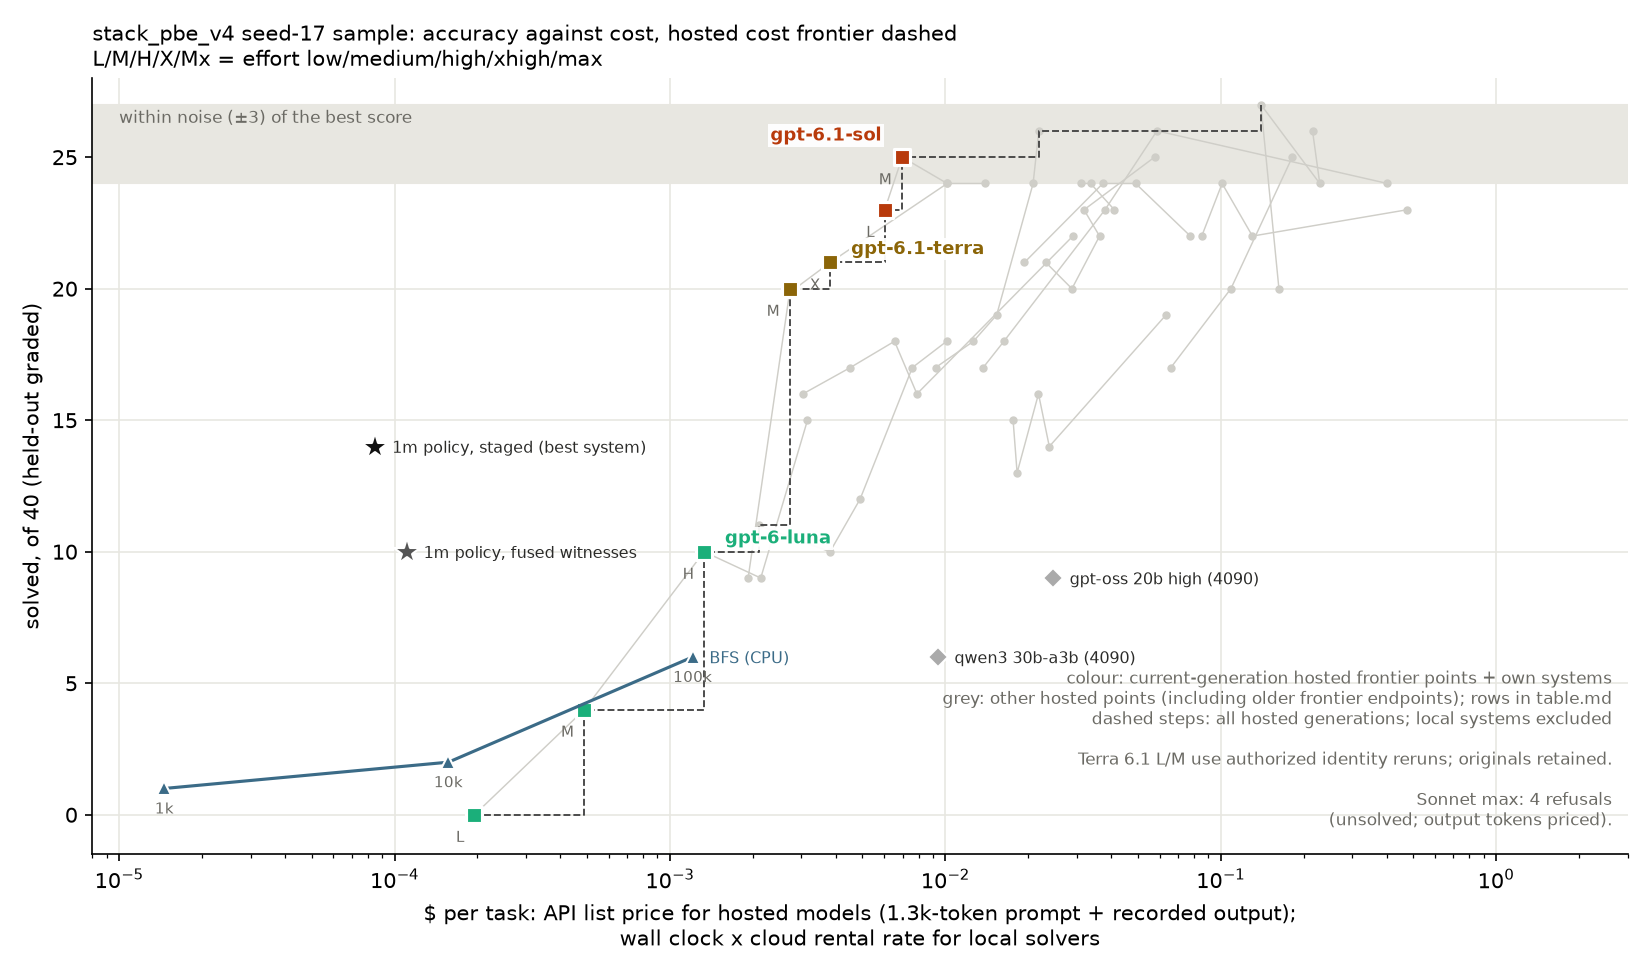 stack_pbe_v4 seed-17 sample: accuracy against cost, hosted cost frontier dashed
L/M/H/X/Mx = effort low/medium/high/xhigh/max
within noise (±3) of the best score
gpt-6.1-sol
25
M
L
gpt-6.1-terra
X
20
M
15
1m policy, staged (best system)
10
1m policy, fused witnesses
gpt-6-luna
H
gpt-oss 20b high (4090)
BFS (CPU)
qwen3 30b-a3b (4090)
100k
5
colour: current-generation hosted frontier points + own systems
grey: other hosted points (including older frontier endpoints); rows in table.md
dashed steps: all hosted generations; local systems excluded
M
Terra 6.1 L/M use authorized identity reruns; originals retained.
10k
1k
Sonnet max: 4 refusals
(unsolved; output tokens priced).
0
L
solved, of 40 (held-out graded)
10⁻⁵ 10⁻⁴ 10⁻³ 10⁻² 10⁻¹ 10⁰
$ per task: API list price for hosted models (1.3k-token prompt + recorded output);
wall clock x cloud rental rate for local solvers